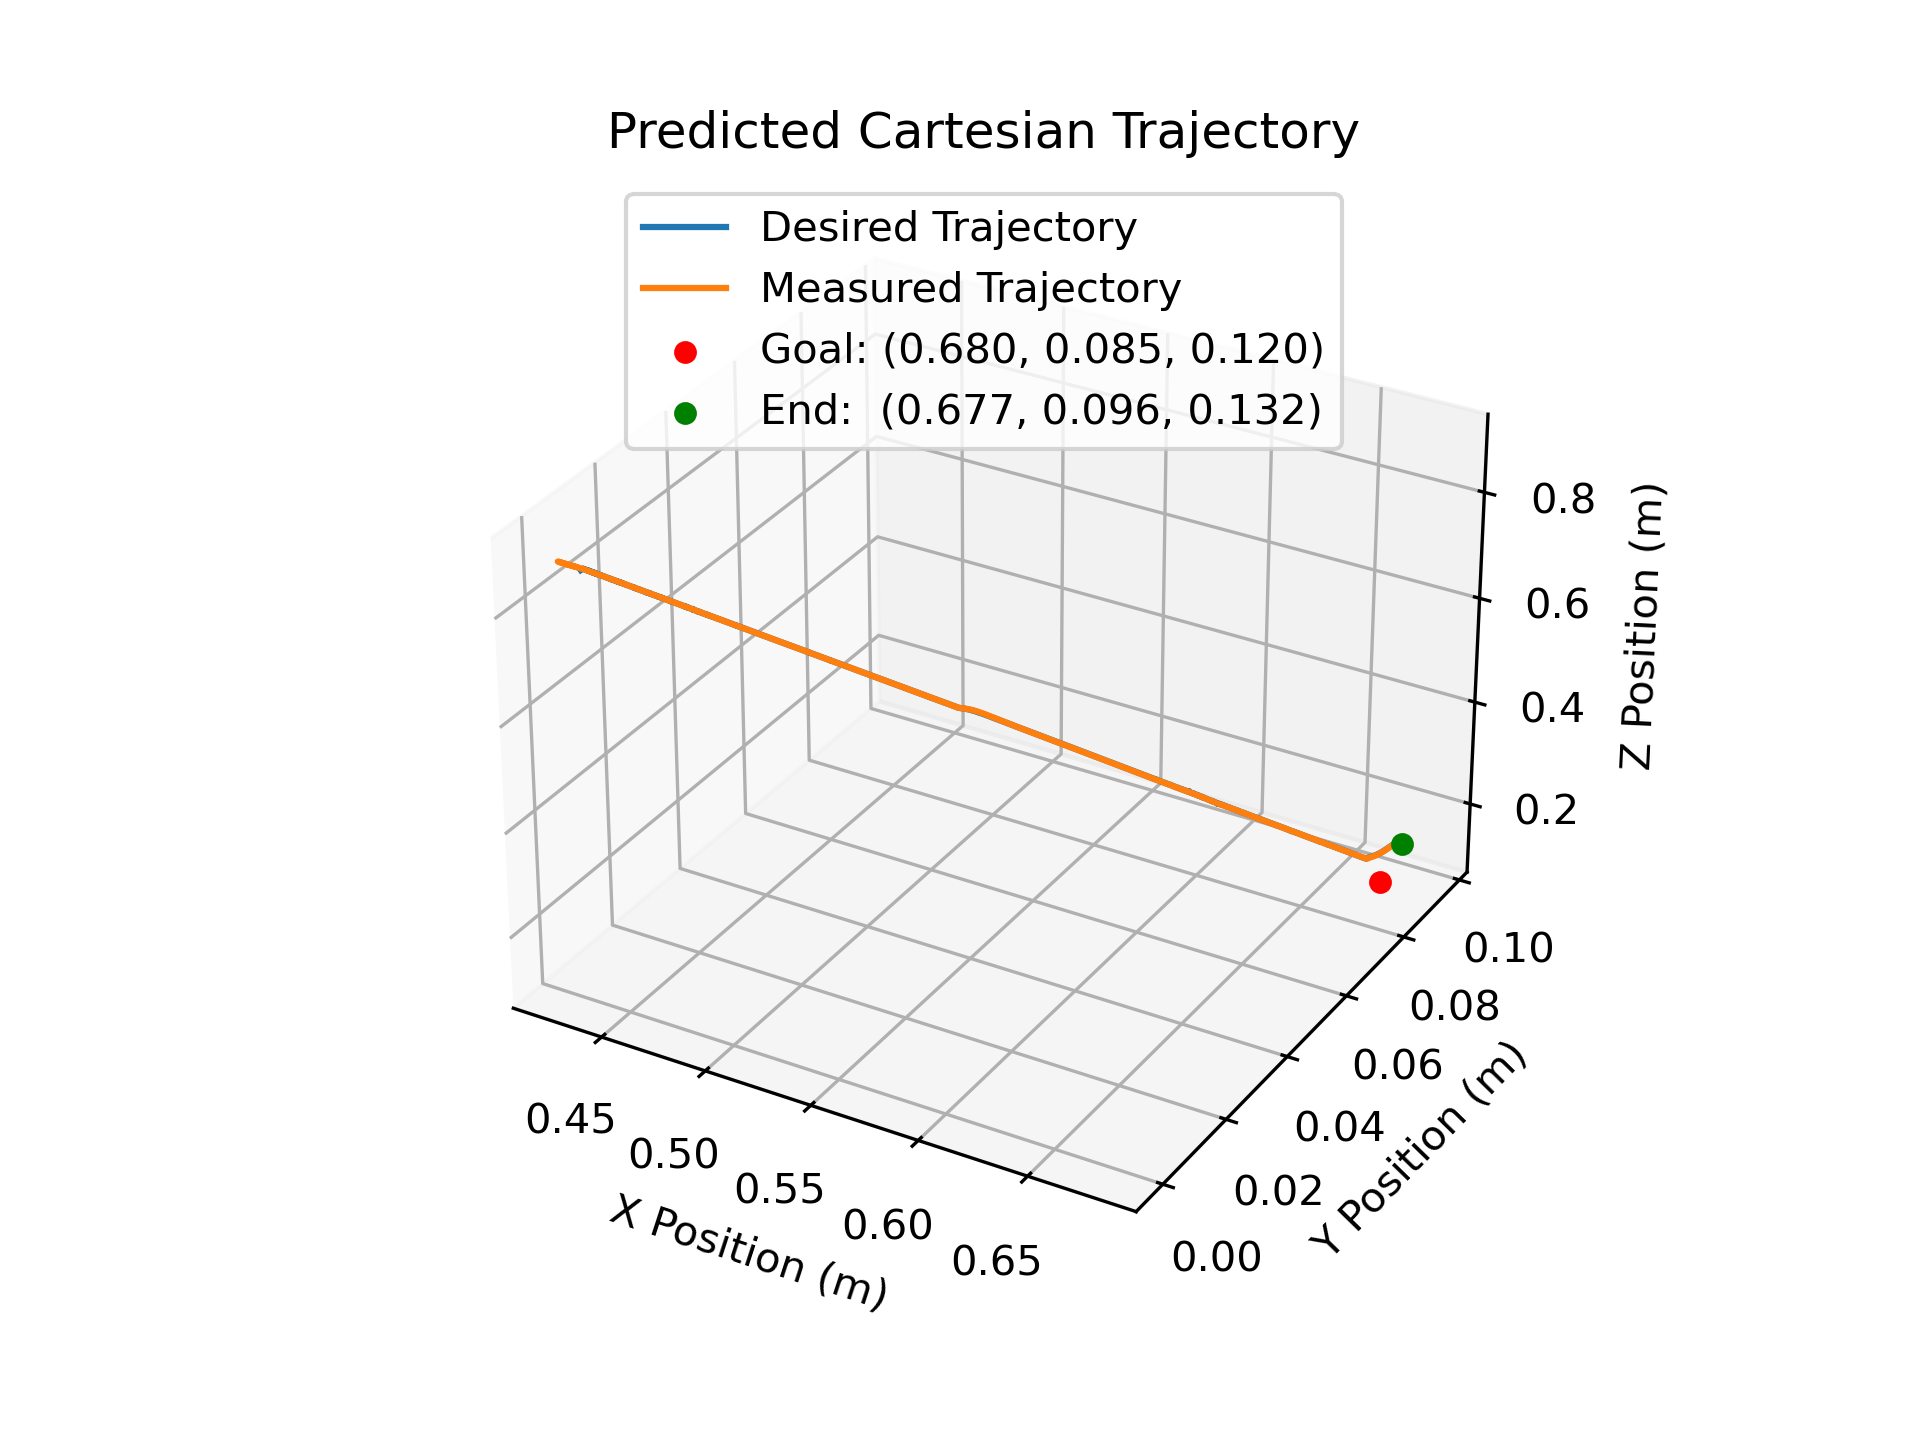 Predicted Cartesian Trajectory
Desired Trajectory
Measured Trajectory
Goal: (0.680, 0.085, 0.120)
End:  (0.677, 0.096, 0.132)
0.8
0.6
0.4
0.2
Z Position (m)
0.10
0.08
0.06
0.04
0.02
0.00
Y Position (m)
0.45
0.50
0.55
0.60
0.65
X Position (m)